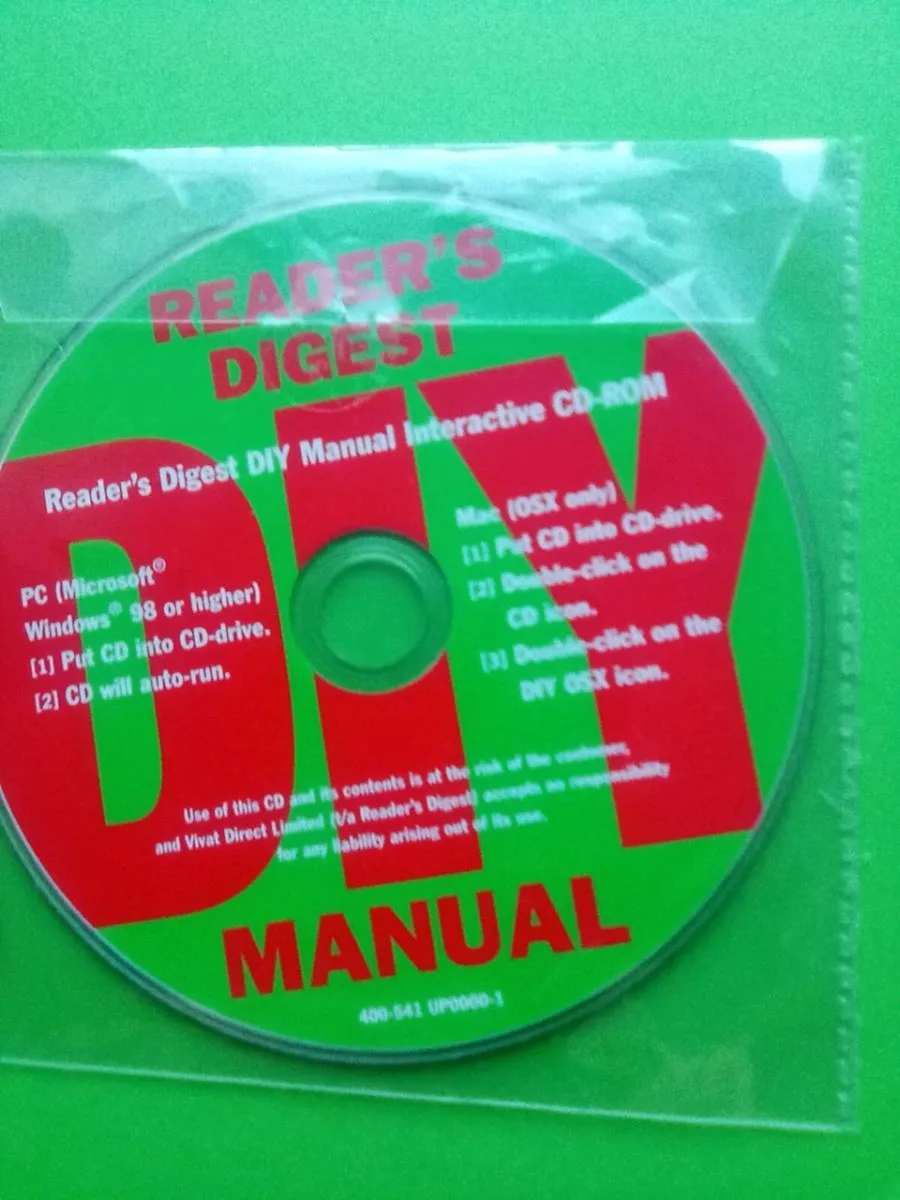 READER'S
DIGEST
DIY
Reader's Digest DIY Manual Interactive CD-ROM
PC (Microsoft®
Windows® 98 or higher)
[1] Put CD into CD-drive.
[2] CD will auto-run.
Mac (OSX only)
[1] Put CD into CD-drive.
[2] Double-click on the
CD icon.
[3] Double-click on the
DIY OSX icon.
Use of this CD and its contents is at the risk of the customer,
and Vivat Direct Limited (t/a Reader's Digest) accepts no responsibility
for any liability arising out of its use.
MANUAL
400-541 UP0000-1